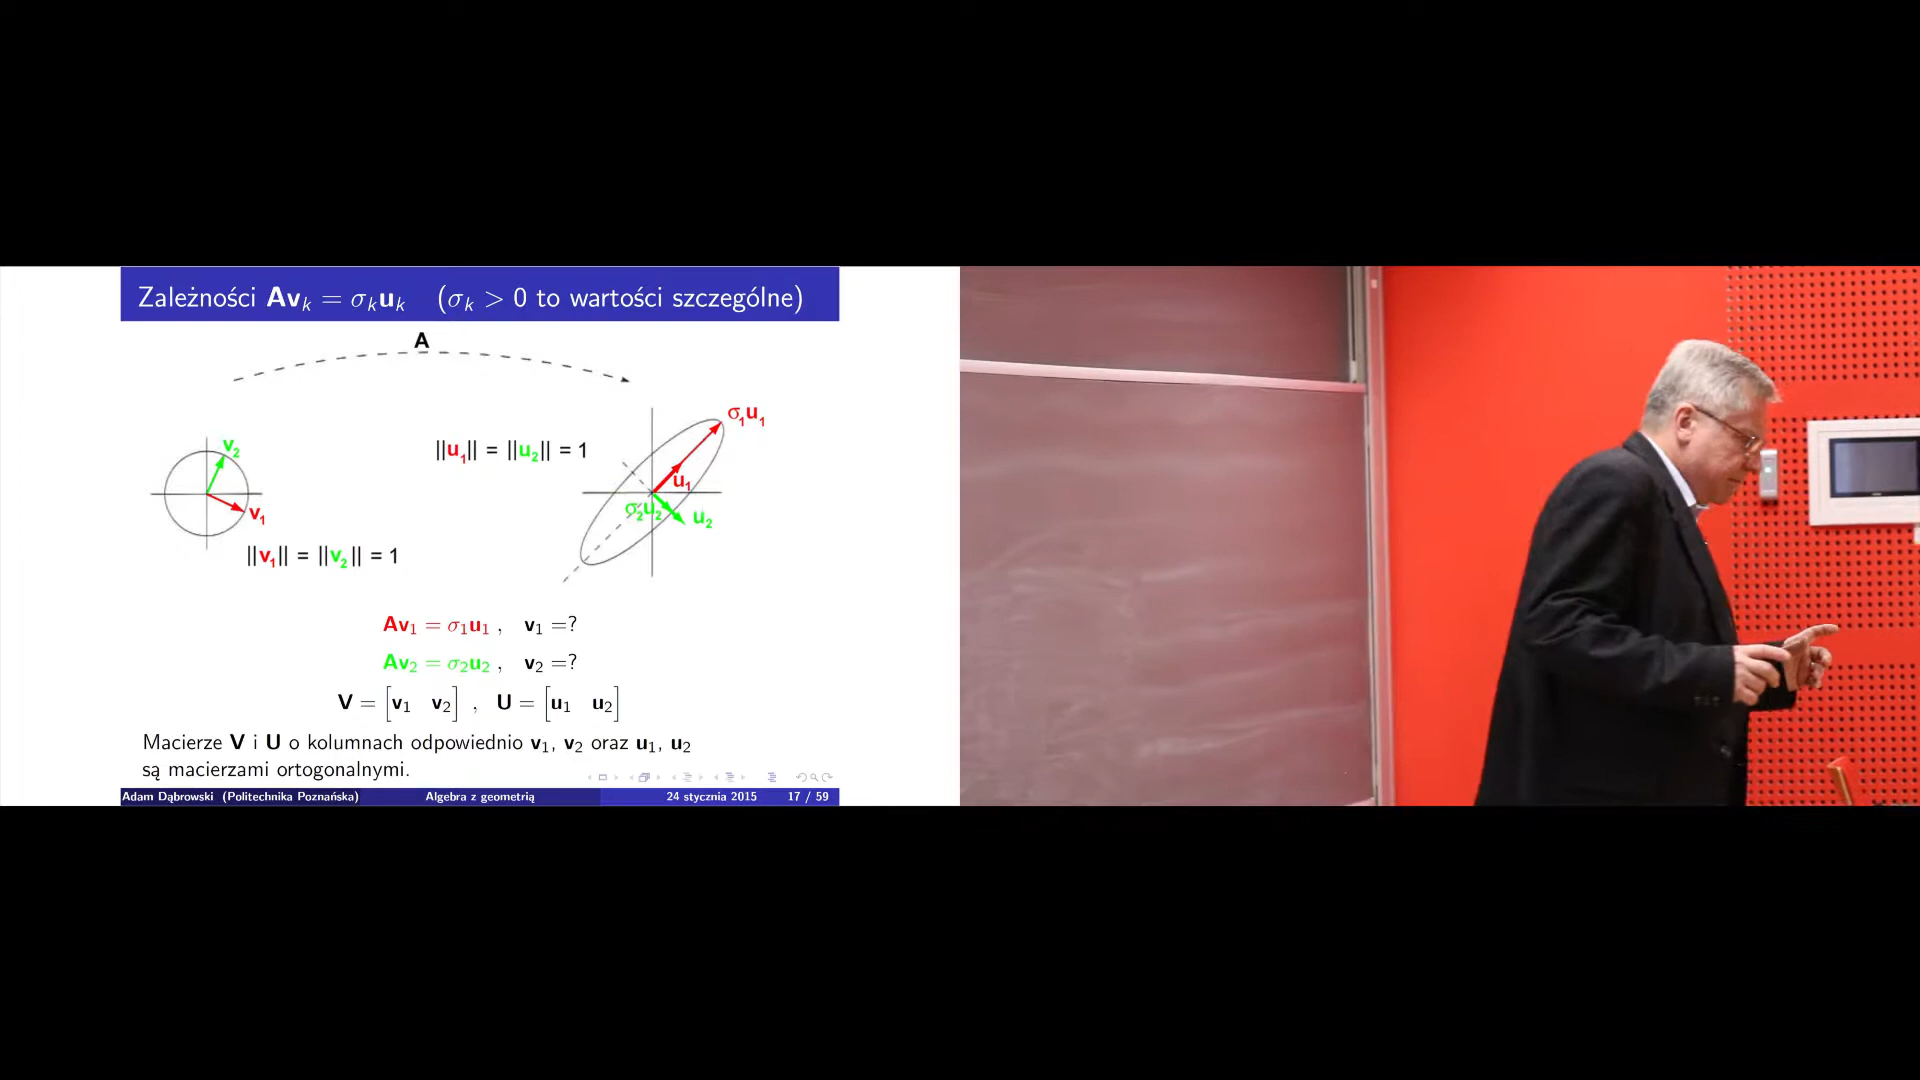 Zależności Av_k = σ_k u_k (σ_k > 0 to wartości szczególne)
A
σ₁u₁
v₂
||u₁|| = ||u₂|| = 1
u₁
σ₂u₂
u₂
v₁
||v₁|| = ||v₂|| = 1
Av₁ = σ₁u₁ , v₁ =?
Av₂ = σ₂u₂ , v₂ =?
V = [v₁ v₂] , U = [u₁ u₂]
Macierze V i U o kolumnach odpowiednio v₁, v₂ oraz u₁, u₂
są macierzami ortogonalnymi.
Adam Dąbrowski (Politechnika Poznańska) Algebra z geometrią 24 stycznia 2015 17 / 59